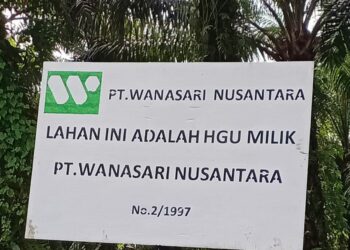 PT.WANASARI NUSANTARA
LAHAN INI ADALAH HGU MILIK
PT.WANASARI NUSANTARA
No.2/1997